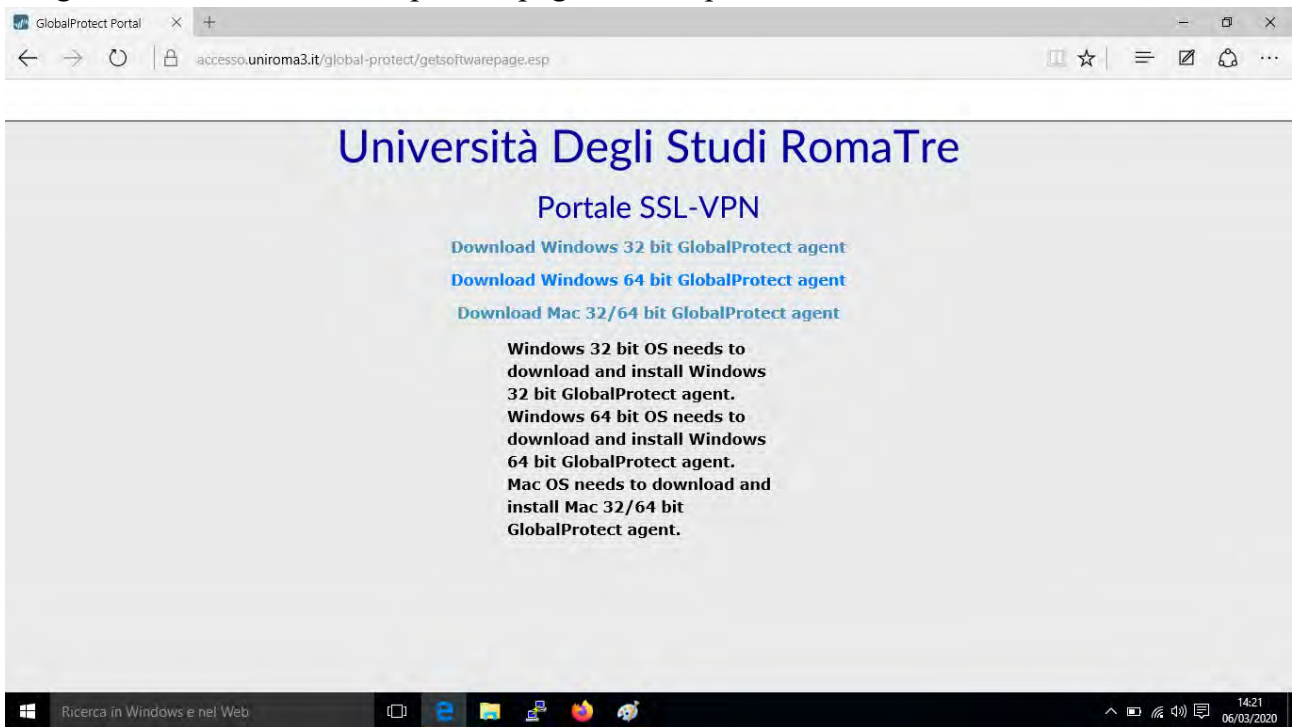 GlobalProtect Portal
accesso.uniroma3.it/global-protect/getsoftwarepage.esp
Università Degli Studi RomaTre
Portale SSL-VPN
Download Windows 32 bit GlobalProtect agent
Download Windows 64 bit GlobalProtect agent
Download Mac 32/64 bit GlobalProtect agent
Windows 32 bit OS needs to
download and install Windows
32 bit GlobalProtect agent.
Windows 64 bit OS needs to
download and install Windows
64 bit GlobalProtect agent.
Mac OS needs to download and
install Mac 32/64 bit
GlobalProtect agent.
Ricerca in Windows e nel Web
14:21
06/03/2020